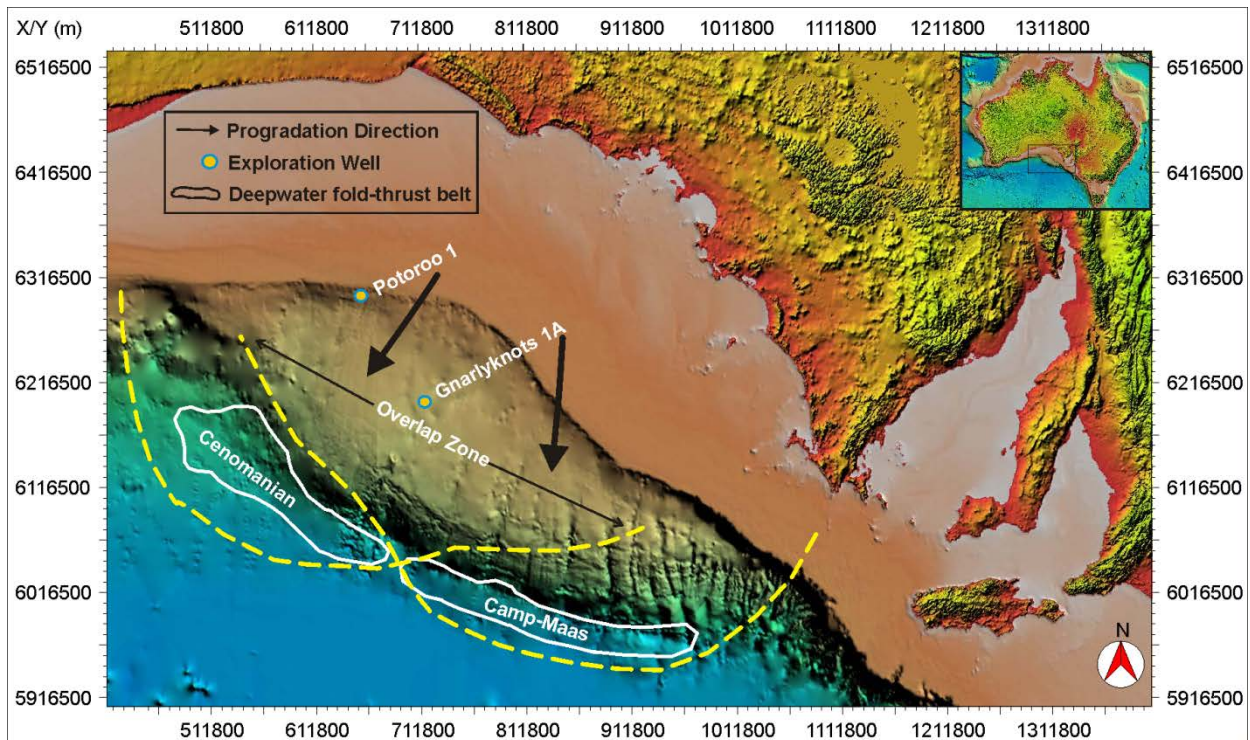 X/Y (m)
511800 611800 711800 811800 911800 1011800 1111800 1211800 1311800
6516500 6516500
Progradation Direction
Exploration Well
Deepwater fold-thrust belt
6416500 6416500
6316500 6316500
Potoroo 1
Gnarlyknots 1A
6216500 6216500
Overlap Zone
Cenomanian
6116500 6116500
6016500 6016500
Camp-Maas
N
5916500 5916500
511800 611800 711800 811800 911800 1011800 1111800 1211800 1311800